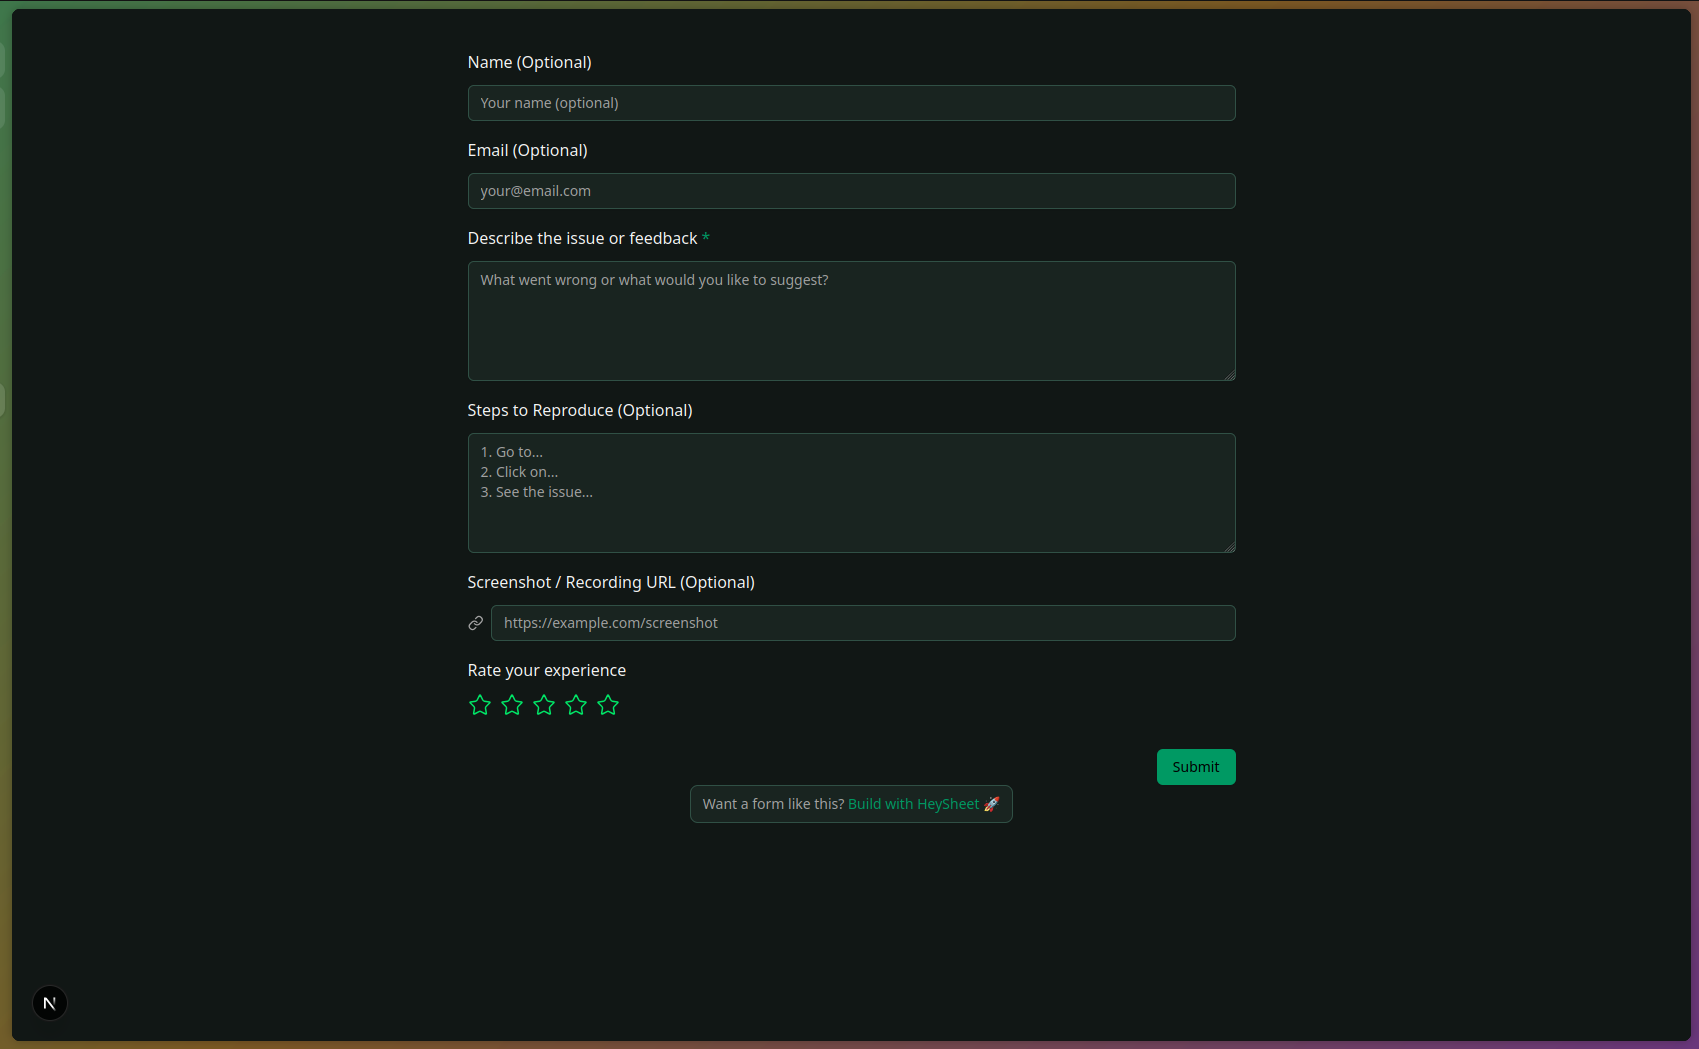 Name (Optional)
Your name (optional)
Email (Optional)
your@email.com
Describe the issue or feedback *
What went wrong or what would you like to suggest?
Steps to Reproduce (Optional)
1. Go to...
2. Click on...
3. See the issue...
Screenshot / Recording URL (Optional)
https://example.com/screenshot
Rate your experience
Submit
Want a form like this? Build with HeySheet 🚀
N